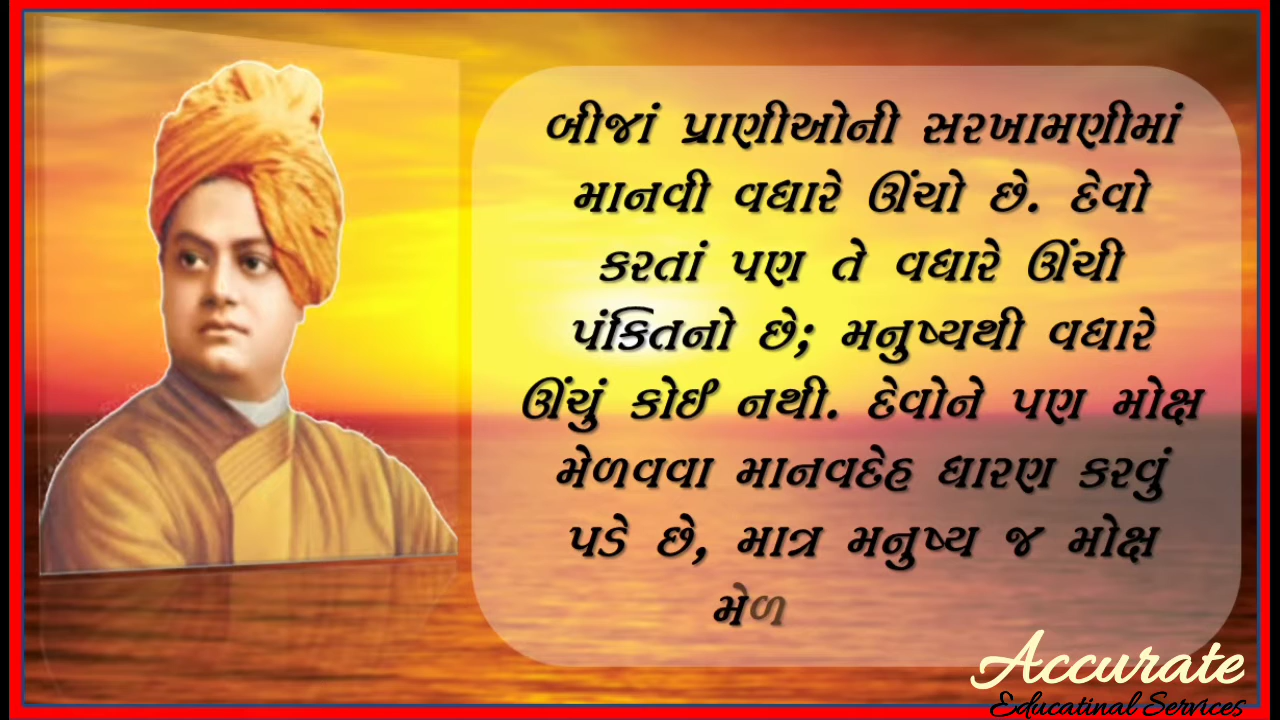 બીજાં પ્રાણીઓની સરખામણીમાં
માનવી વધારે ઊંચો છે. દેવો
કરતાં પણ તે વધારે ઊંચી
પંકિતનો છે; મનુષ્યથી વધારે
ઊંચું કોઈ નથી. દેવોને પણ મોક્ષ
મેળવવા માનવદેહ ધારણ કરવું
પડે છે, માત્ર મનુષ્ય જ મોક્ષ
મેળ
Accurate
Educatinal Services